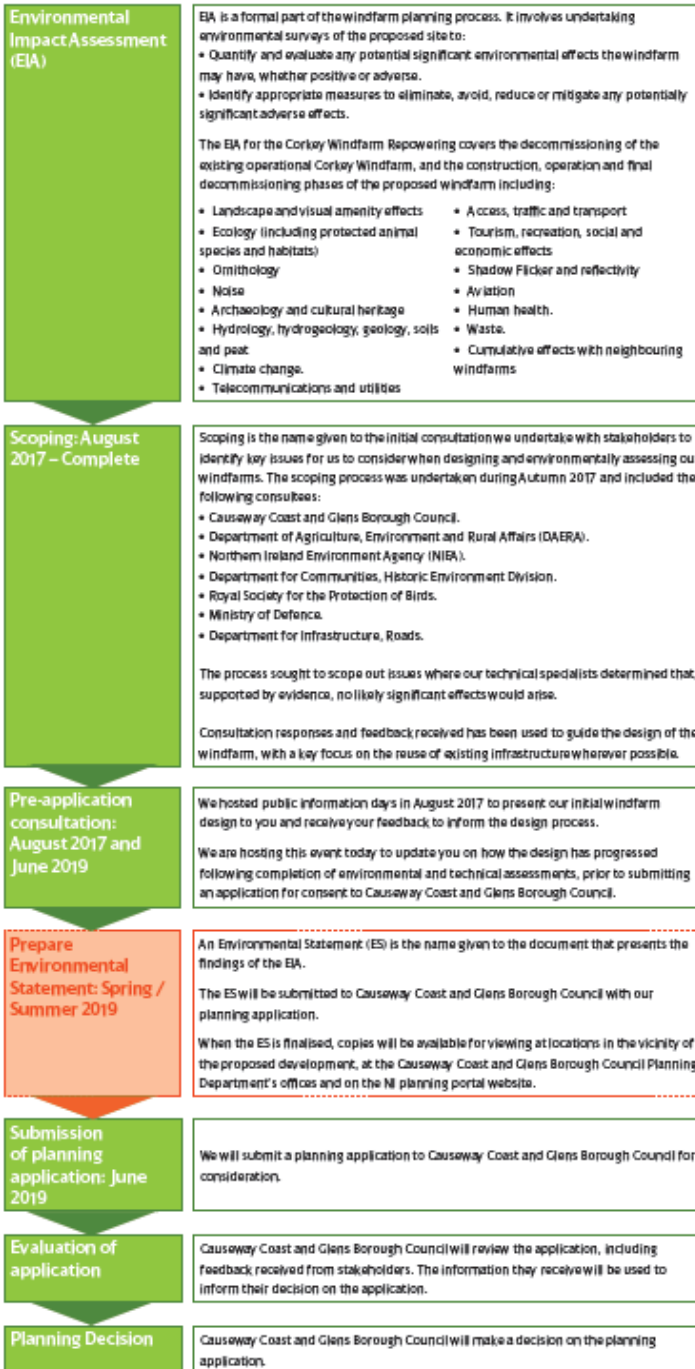 Environmental
Impact Assessment
(EIA)
EIA is a formal part of the windfarm planning process. It involves undertaking
environmental surveys of the proposed site to:
• Quantify and evaluate any potential significant environmental effects the windfarm
may have, whether positive or adverse.
• Identify appropriate measures to eliminate, avoid, reduce or mitigate any potentially
significant adverse effects.
The EIA for the Corkey Windfarm Repowering covers the decommissioning of the
existing operational Corkey Windfarm, and the construction, operation and final
decommissioning phases of the proposed windfarm including:
• Landscape and visual amenity effects
• Ecology (including protected animal
species and habitats)
• Ornithology
• Noise
• Archaeology and cultural heritage
• Hydrology, hydrogeology, geology, soils
and peat
• Climate change.
• Telecommunications and utilities
• Access, traffic and transport
• Tourism, recreation, social and
economic effects
• Shadow Flicker and reflectivity
• Aviation
• Human health.
• Waste.
• Cumulative effects with neighbouring
windfarms
Scoping: August
2017 – Complete
Scoping is the name given to the initial consultation we undertake with stakeholders to
identify key issues for us to consider when designing and environmentally assessing ou
windfarms. The scoping process was undertaken during Autumn 2017 and included the
following consultees:
• Causeway Coast and Glens Borough Council.
• Department of Agriculture, Environment and Rural Affairs (DAERA).
• Northern Ireland Environment Agency (NIEA).
• Department for Communities, Historic Environment Division.
• Royal Society for the Protection of Birds.
• Ministry of Defence.
• Department for Infrastructure, Roads.
The process sought to scope out issues where our technical specialists determined that,
supported by evidence, no likely significant effects would arise.
Consultation responses and feedback received has been used to guide the design of the
windfarm, with a key focus on the reuse of existing infrastructure wherever possible.
Pre-application
consultation:
August 2017 and
June 2019
We hosted public information days in August 2017 to present our initial windfarm
design to you and receive your feedback to inform the design process.
We are hosting this event today to update you on how the design has progressed
following completion of environmental and technical assessments, prior to submitting
an application for consent to Causeway Coast and Glens Borough Council.
Prepare
Environmental
Statement: Spring /
Summer 2019
An Environmental Statement (ES) is the name given to the document that presents the
findings of the EIA.
The ES will be submitted to Causeway Coast and Glens Borough Council with our
planning application.
When the ES is finalised, copies will be available for viewing at locations in the vicinity of
the proposed development, at the Causeway Coast and Glens Borough Council Planning
Department's offices and on the NI planning portal website.
Submission
of planning
application: June
2019
We will submit a planning application to Causeway Coast and Glens Borough Council for
consideration.
Evaluation of
application
Causeway Coast and Glens Borough Council will review the application, including
feedback received from stakeholders. The information they receive will be used to
inform their decision on the application.
Planning Decision
Causeway Coast and Glens Borough Council will make a decision on the planning
application.